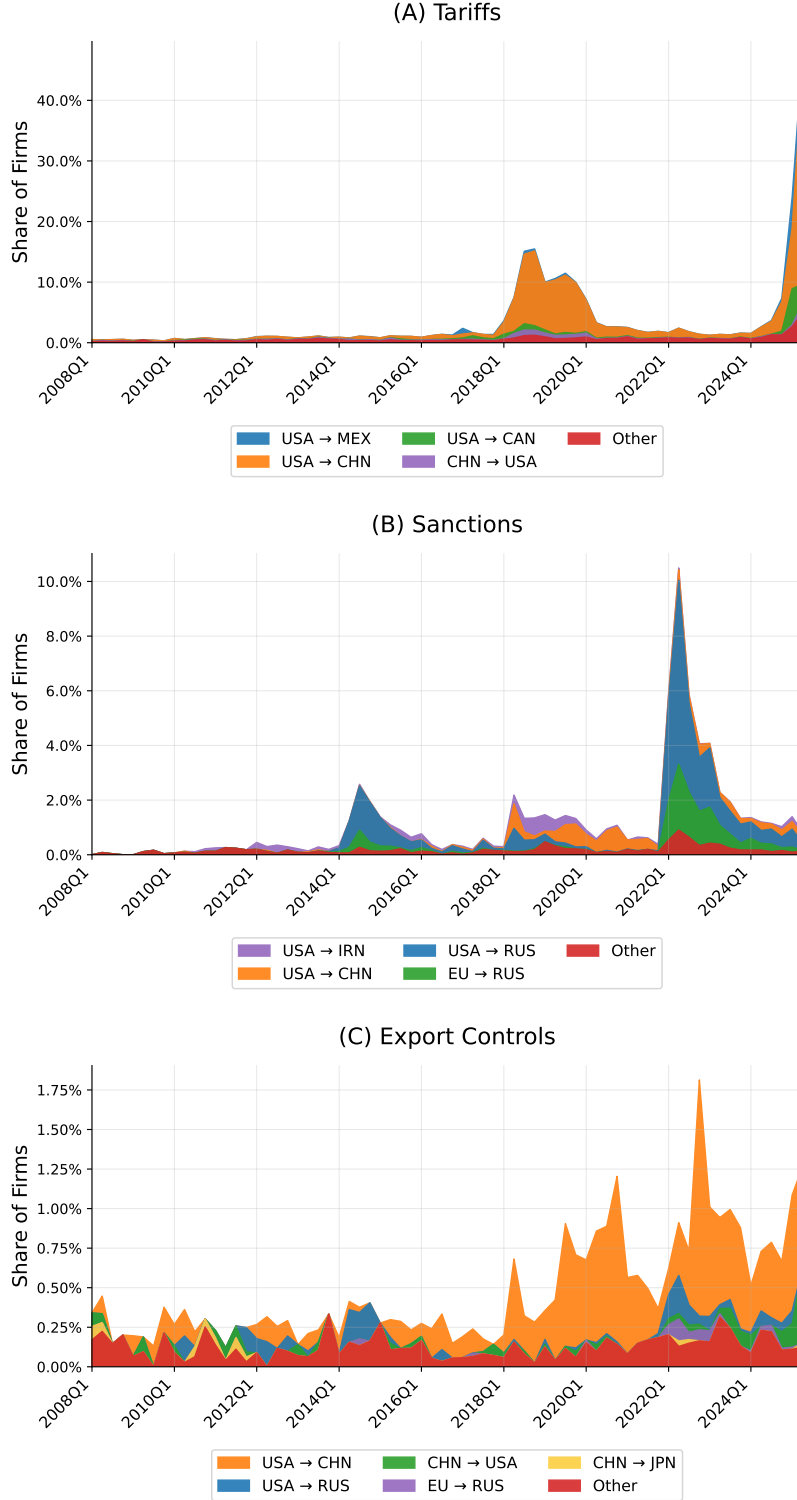 (A) Tariffs
Share of Firms
40.0%
30.0%
20.0%
10.0%
0.0%
2008Q1 2010Q1 2012Q1 2014Q1 2016Q1 2018Q1 2020Q1 2022Q1 2024Q1
USA → MEX USA → CAN Other
USA → CHN CHN → USA
(B) Sanctions
Share of Firms
10.0%
8.0%
6.0%
4.0%
2.0%
0.0%
2008Q1 2010Q1 2012Q1 2014Q1 2016Q1 2018Q1 2020Q1 2022Q1 2024Q1
USA → IRN USA → RUS Other
USA → CHN EU → RUS
(C) Export Controls
Share of Firms
1.75%
1.50%
1.25%
1.00%
0.75%
0.50%
0.25%
0.00%
2008Q1 2010Q1 2012Q1 2014Q1 2016Q1 2018Q1 2020Q1 2022Q1 2024Q1
USA → CHN CHN → USA CHN → JPN
USA → RUS EU → RUS Other